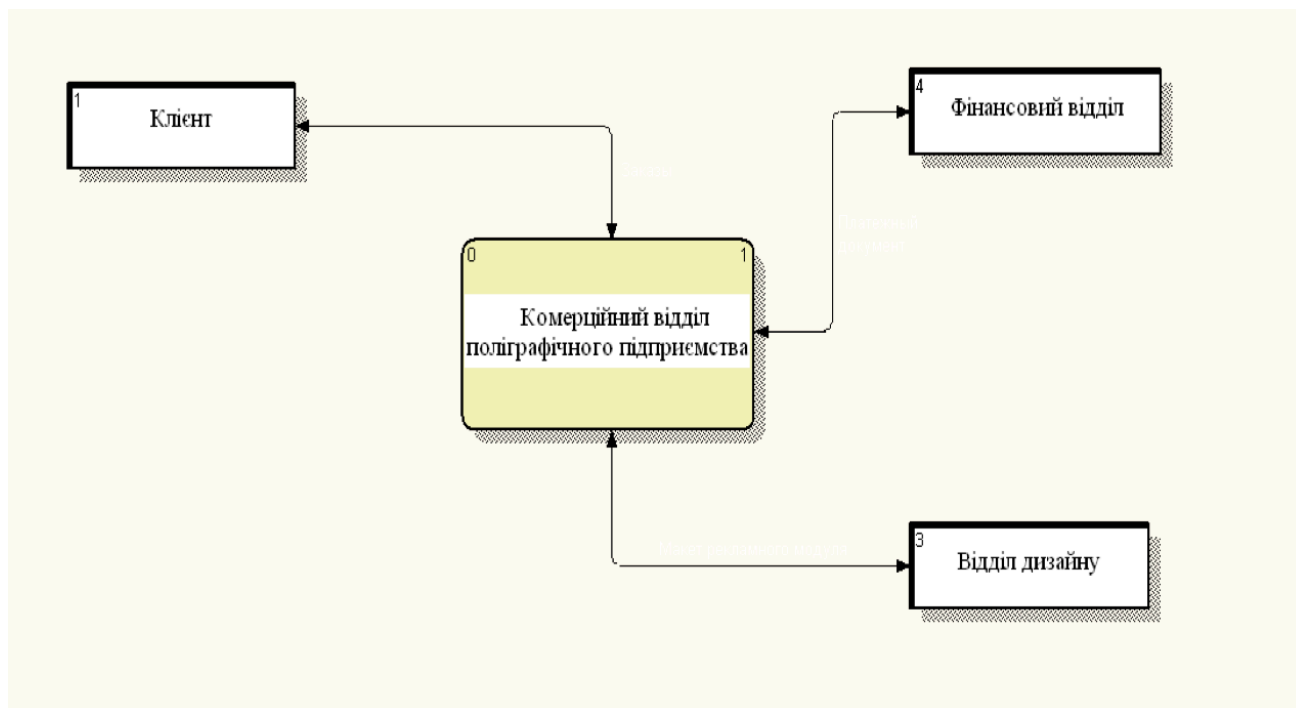 1
Клієнт
4
Фінансовий відділ
0 1
Комерційний відділ
поліграфічного підприємства
3
Відділ дизайну